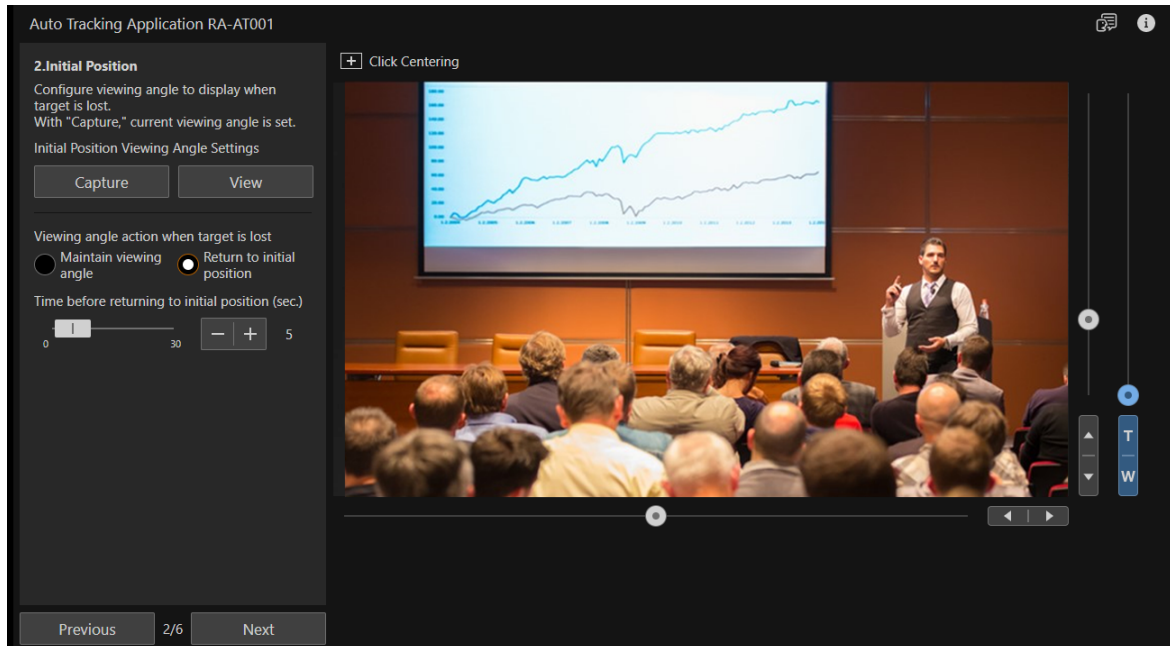 Auto Tracking Application RA-AT001
2.Initial Position
Configure viewing angle to display when
target is lost.
With "Capture," current viewing angle is set.
Initial Position Viewing Angle Settings
Capture
View
Viewing angle action when target is lost
Maintain viewing
angle
Return to initial
position
Time before returning to initial position (sec.)
0
30
5
Previous
2/6
Next
Click Centering
T
W